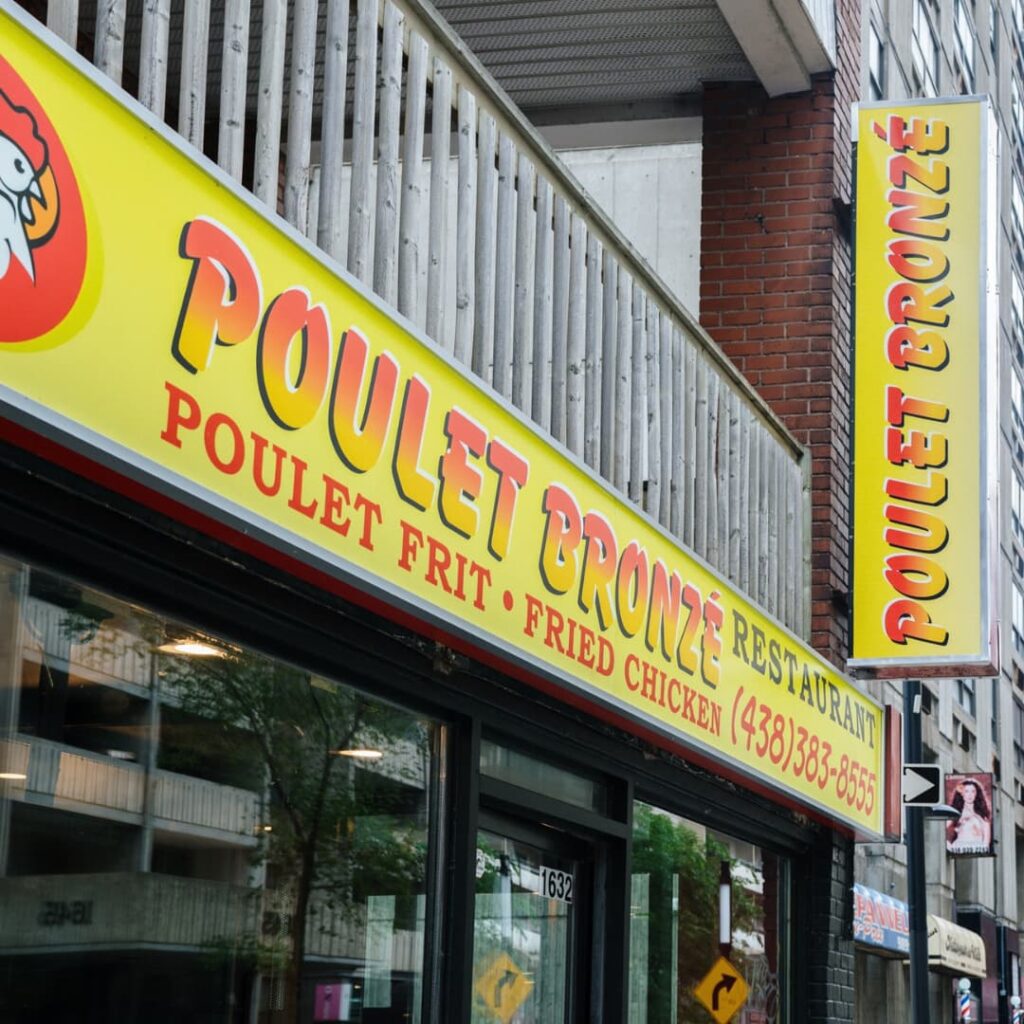 POULET BRONZÉ
RESTAURANT
POULET FRIT • FRIED CHICKEN
(438)383-8555
POULET BRONZÉ
1632